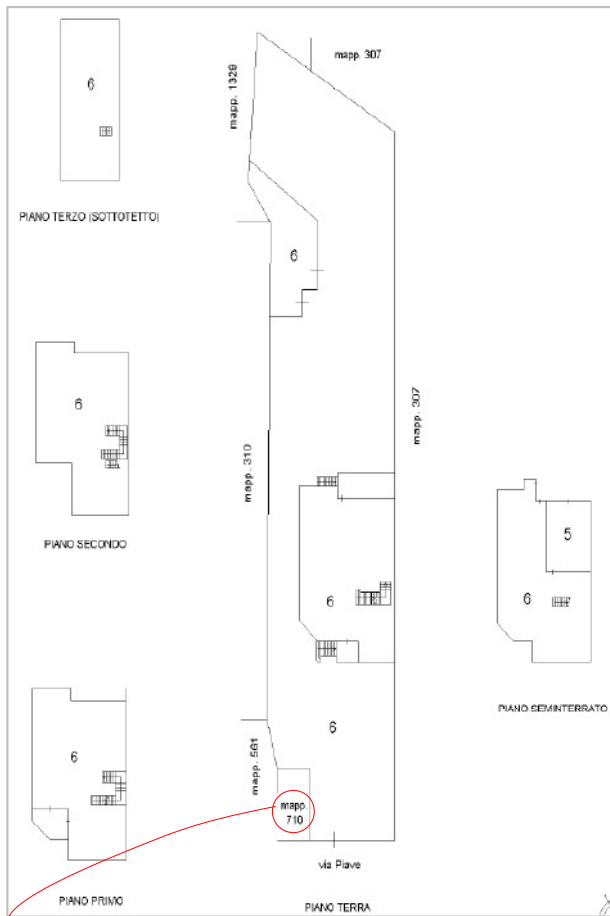 mapp. 307
mapp. 1329
6
PIANO TERZO (SOTTOTETTO)
6
6
PIANO SECONDO
mapp. 310
mapp. 307
6
5
6
PIANO SEMINTERRATO
6
6
PIANO PRIMO
mapp. 561
mapp.
710
via Piave
PIANO TERRA